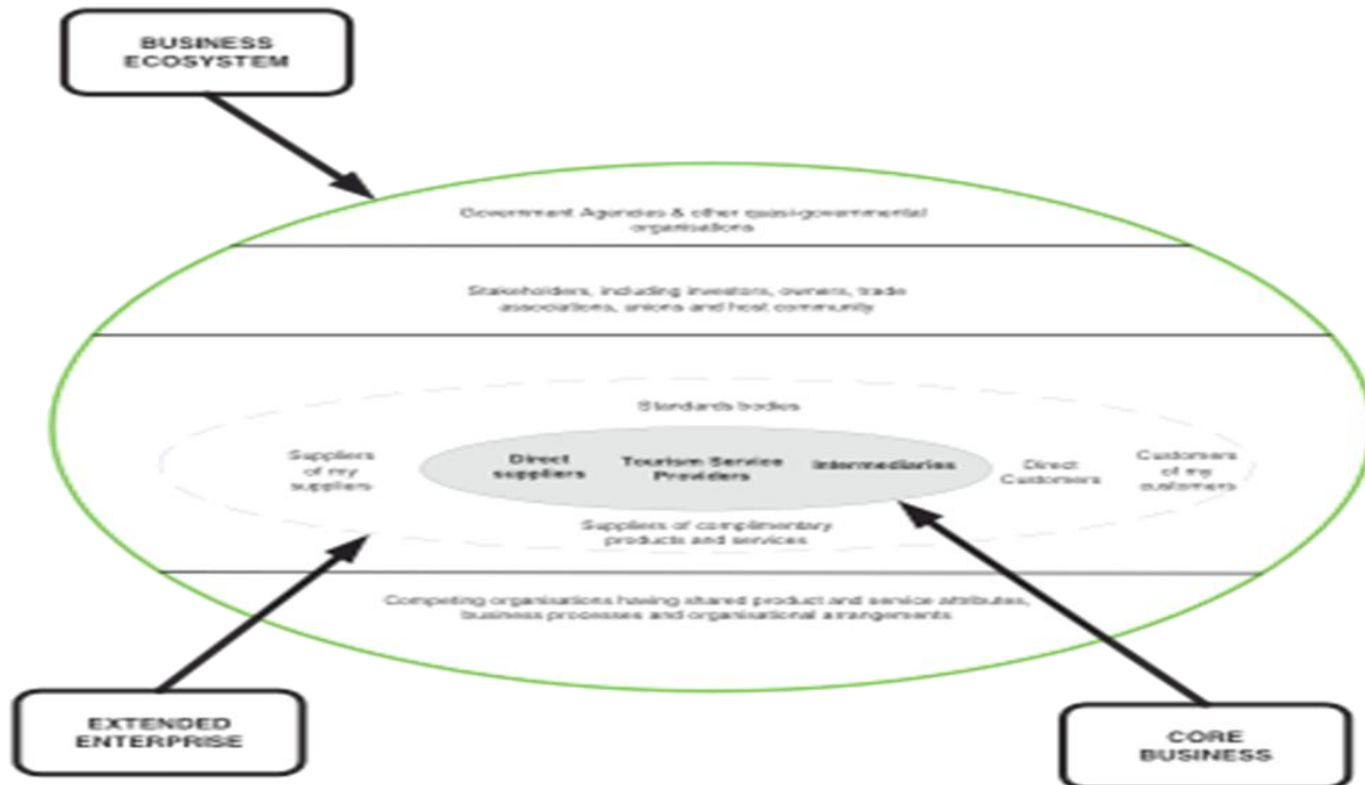 BUSINESS
ECOSYSTEM
Government Agencies & other quasi-governmental
organisations
Stakeholders, including investors, owners, trade
associations, unions and host community
Standards bodies
Suppliers
of my
suppliers
Direct
suppliers
Tourism Service
Providers
Intermediaries
Direct
Customers
Customers
of my
customers
Suppliers of complimentary
products and services
Competing organisations having shared product and service attributes,
business processes and organisational arrangements
EXTENDED
ENTERPRISE
CORE
BUSINESS